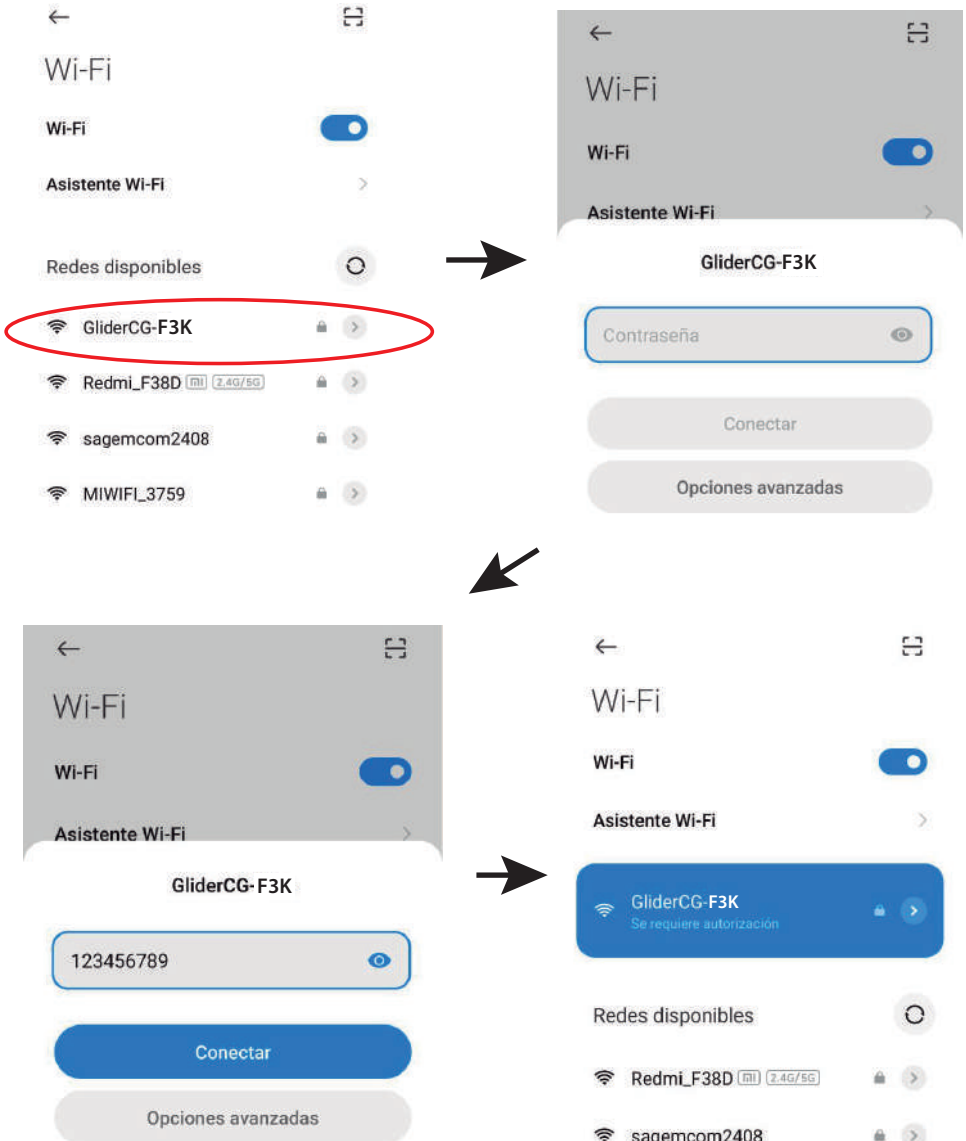 Wi-Fi
Wi-Fi
Asistente Wi-Fi
Redes disponibles
GliderCG-F3K
Redmi_F38D MI 2.4G/5G
sagemcom2408
MIWIFI_3759
Wi-Fi
Wi-Fi
Asistente Wi-Fi
GliderCG-F3K
Contraseña
Conectar
Opciones avanzadas
Wi-Fi
Wi-Fi
Asistente Wi-Fi
GliderCG-F3K
123456789
Conectar
Opciones avanzadas
Wi-Fi
Wi-Fi
Asistente Wi-Fi
GliderCG-F3K
Se requiere autorización
Redes disponibles
Redmi_F38D MI 2.4G/5G
sagemcom2408